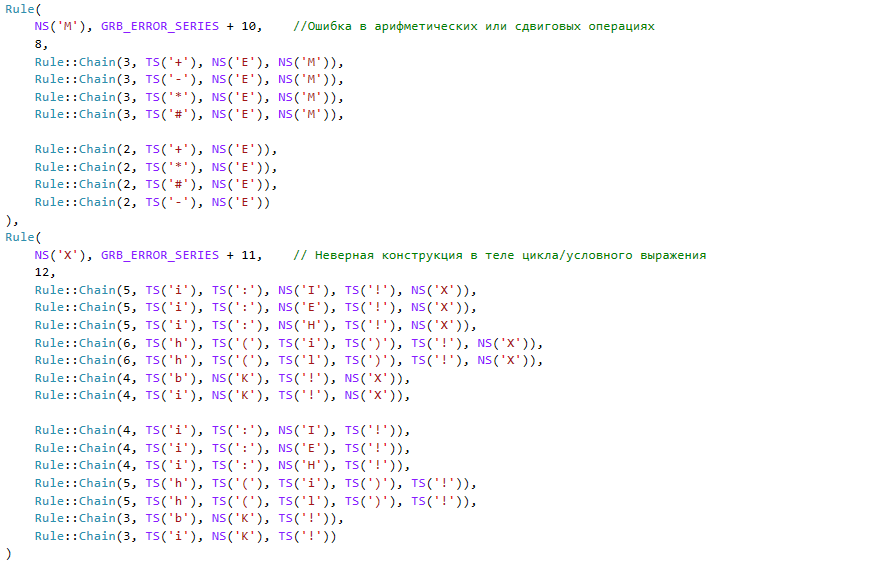 Rule(
    NS('M'), GRB_ERROR_SERIES + 10,    //Ошибка в арифметических или сдвиговых операциях
    8,
    Rule::Chain(3, TS('+'), NS('E'), NS('M')),
    Rule::Chain(3, TS('-'), NS('E'), NS('M')),
    Rule::Chain(3, TS('*'), NS('E'), NS('M')),
    Rule::Chain(3, TS('#'), NS('E'), NS('M')),

    Rule::Chain(2, TS('+'), NS('E')),
    Rule::Chain(2, TS('*'), NS('E')),
    Rule::Chain(2, TS('#'), NS('E')),
    Rule::Chain(2, TS('-'), NS('E'))
),
Rule(
    NS('X'), GRB_ERROR_SERIES + 11,    // Неверная конструкция в теле цикла/условного выражения
    12,
    Rule::Chain(5, TS('i'), TS(':'), NS('I'), TS('!'), NS('X')),
    Rule::Chain(5, TS('i'), TS(':'), NS('E'), TS('!'), NS('X')),
    Rule::Chain(5, TS('i'), TS(':'), NS('H'), TS('!'), NS('X')),
    Rule::Chain(6, TS('h'), TS('('), TS('i'), TS(')'), TS('!'), NS('X')),
    Rule::Chain(6, TS('h'), TS('('), TS('l'), TS(')'), TS('!'), NS('X')),
    Rule::Chain(4, TS('b'), NS('K'), TS('!'), NS('X')),
    Rule::Chain(4, TS('i'), NS('K'), TS('!'), NS('X')),

    Rule::Chain(4, TS('i'), TS(':'), NS('I'), TS('!')),
    Rule::Chain(4, TS('i'), TS(':'), NS('E'), TS('!')),
    Rule::Chain(4, TS('i'), TS(':'), NS('H'), TS('!')),
    Rule::Chain(5, TS('h'), TS('('), TS('i'), TS(')'), TS('!')),
    Rule::Chain(5, TS('h'), TS('('), TS('l'), TS(')'), TS('!')),
    Rule::Chain(3, TS('b'), NS('K'), TS('!')),
    Rule::Chain(3, TS('i'), NS('K'), TS('!'))
)